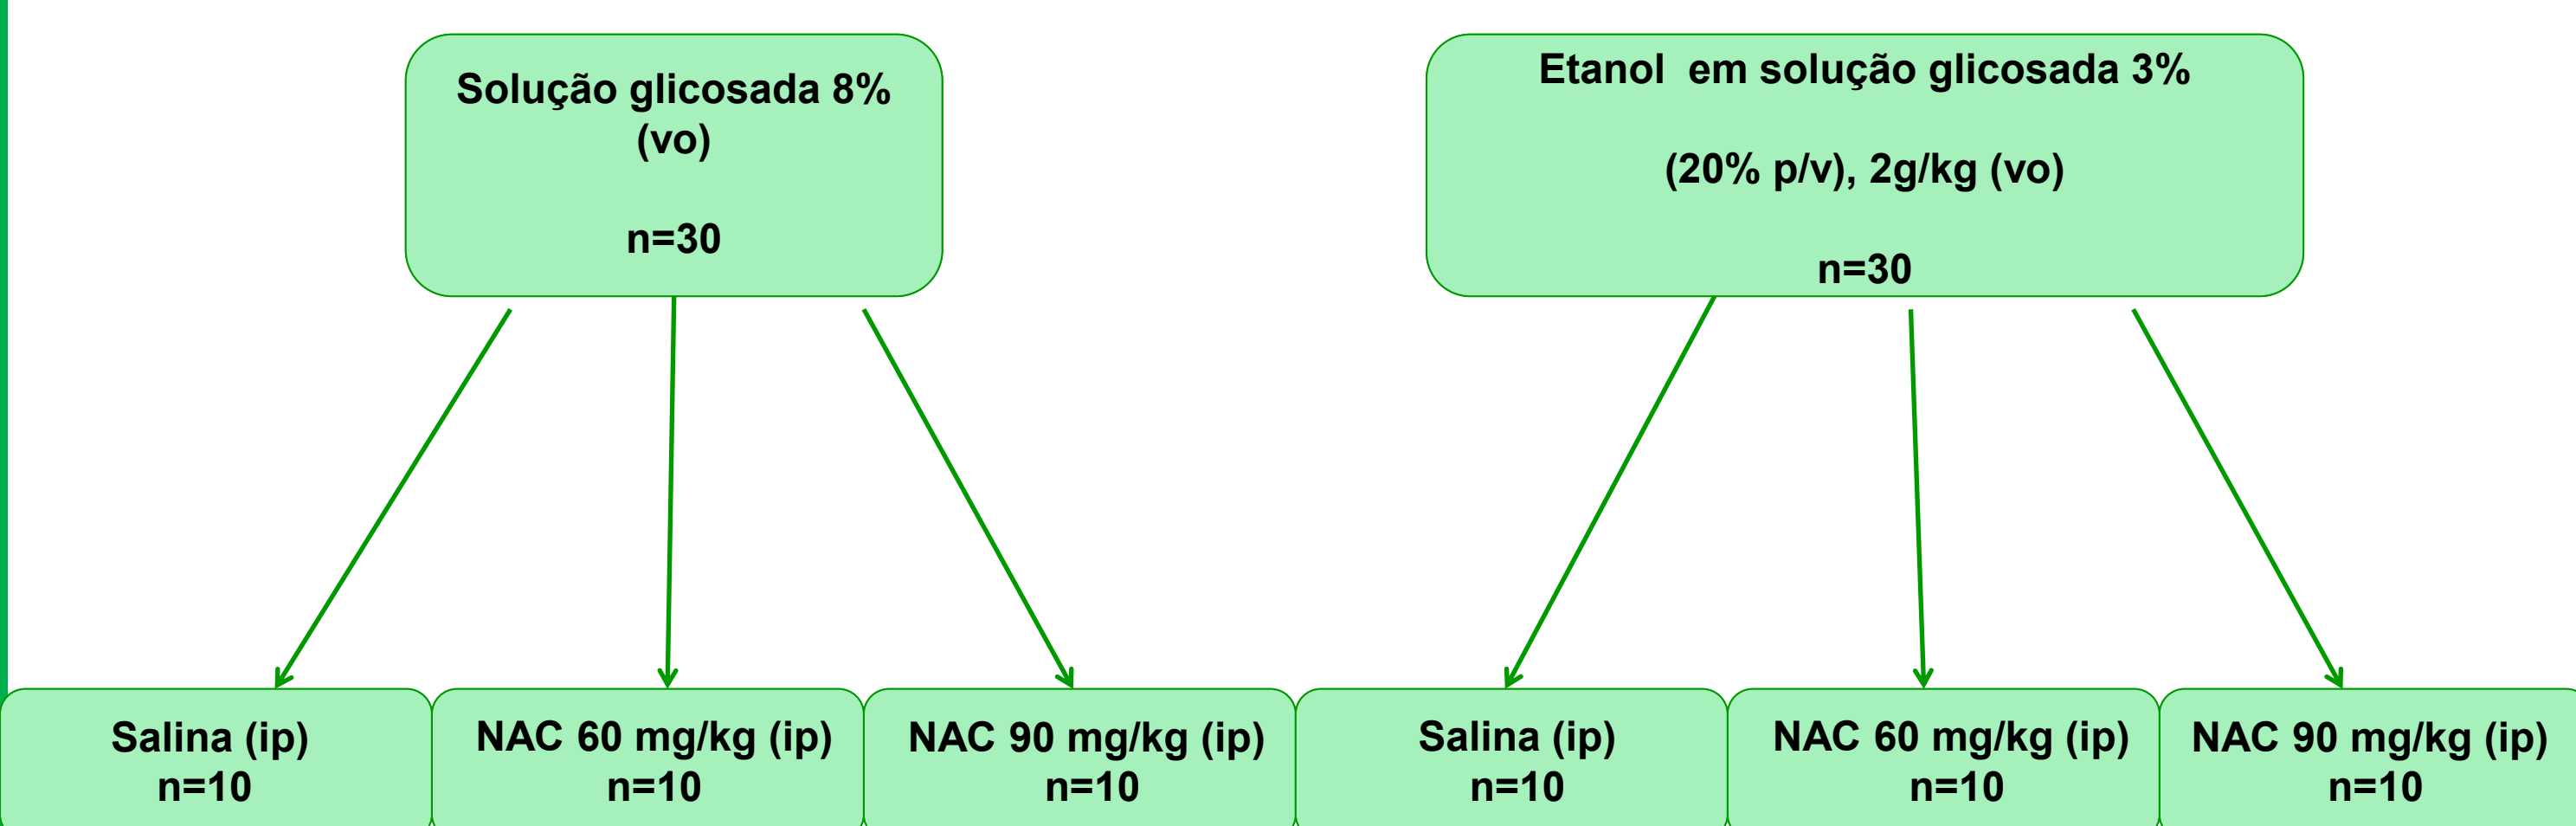 Solução glicosada 8%
(vo)
n=30
Etanol  em solução glicosada 3%
(20% p/v), 2g/kg (vo)
n=30
Salina (ip)
n=10
NAC 60 mg/kg (ip)
n=10
NAC 90 mg/kg (ip)
n=10
Salina (ip)
n=10
NAC 60 mg/kg (ip)
n=10
NAC 90 mg/kg (ip)
n=10